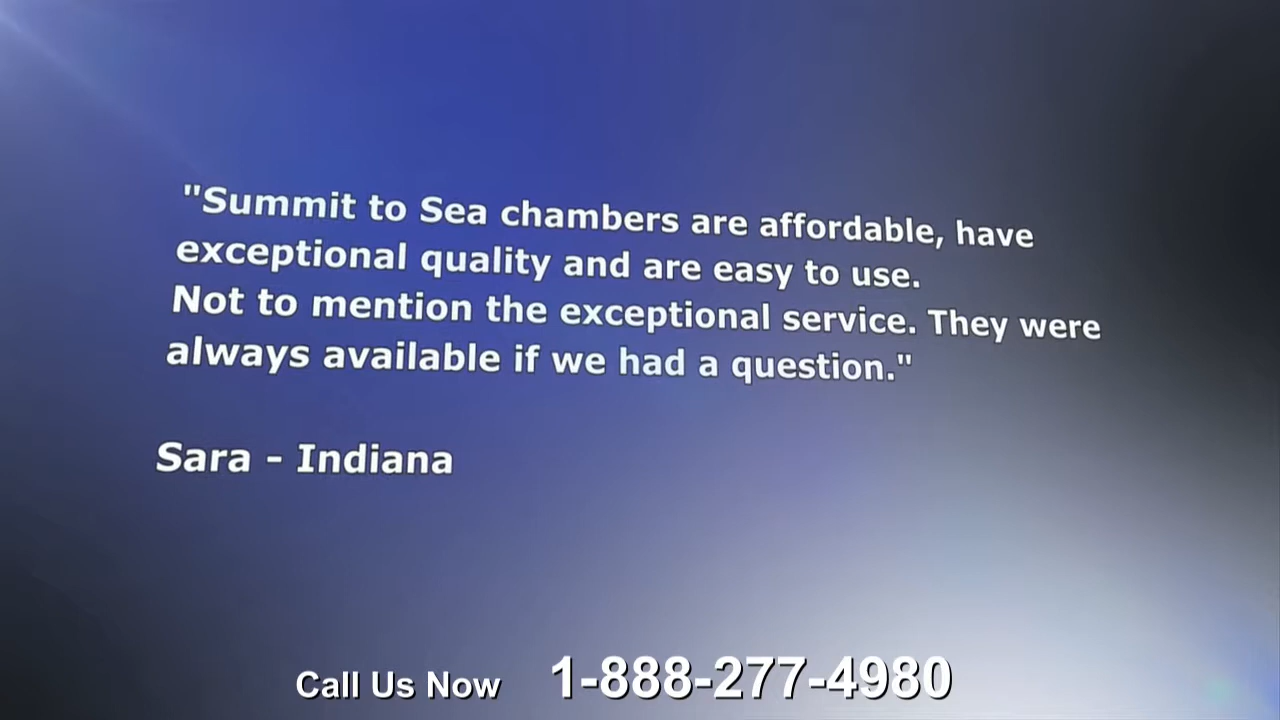 "Summit to Sea chambers are affordable, have
exceptional quality and are easy to use.
Not to mention the exceptional service. They were
always available if we had a question."
Sara - Indiana
Call Us Now 1-888-277-4980